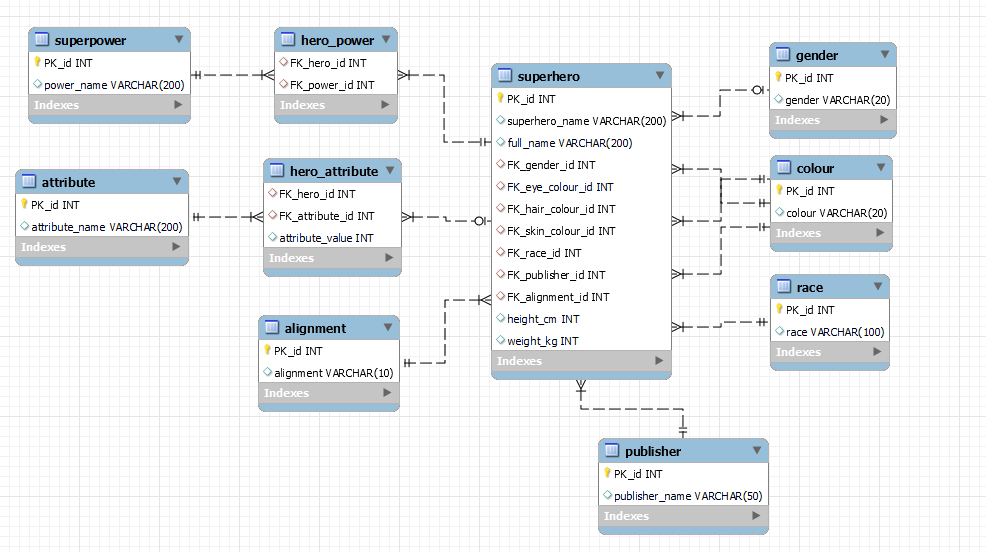 superpower
PK_id INT
power_name VARCHAR(200)
Indexes
hero_power
FK_hero_id INT
FK_power_id INT
Indexes
superhero
PK_id INT
superhero_name VARCHAR(200)
full_name VARCHAR(200)
FK_gender_id INT
FK_eye_colour_id INT
FK_hair_colour_id INT
FK_skin_colour_id INT
FK_race_id INT
FK_publisher_id INT
FK_alignment_id INT
height_cm INT
weight_kg INT
Indexes
gender
PK_id INT
gender VARCHAR(20)
Indexes
attribute
PK_id INT
attribute_name VARCHAR(200)
Indexes
hero_attribute
FK_hero_id INT
FK_attribute_id INT
attribute_value INT
Indexes
colour
PK_id INT
colour VARCHAR(20)
Indexes
alignment
PK_id INT
alignment VARCHAR(10)
Indexes
race
PK_id INT
race VARCHAR(100)
Indexes
publisher
PK_id INT
publisher_name VARCHAR(50)
Indexes